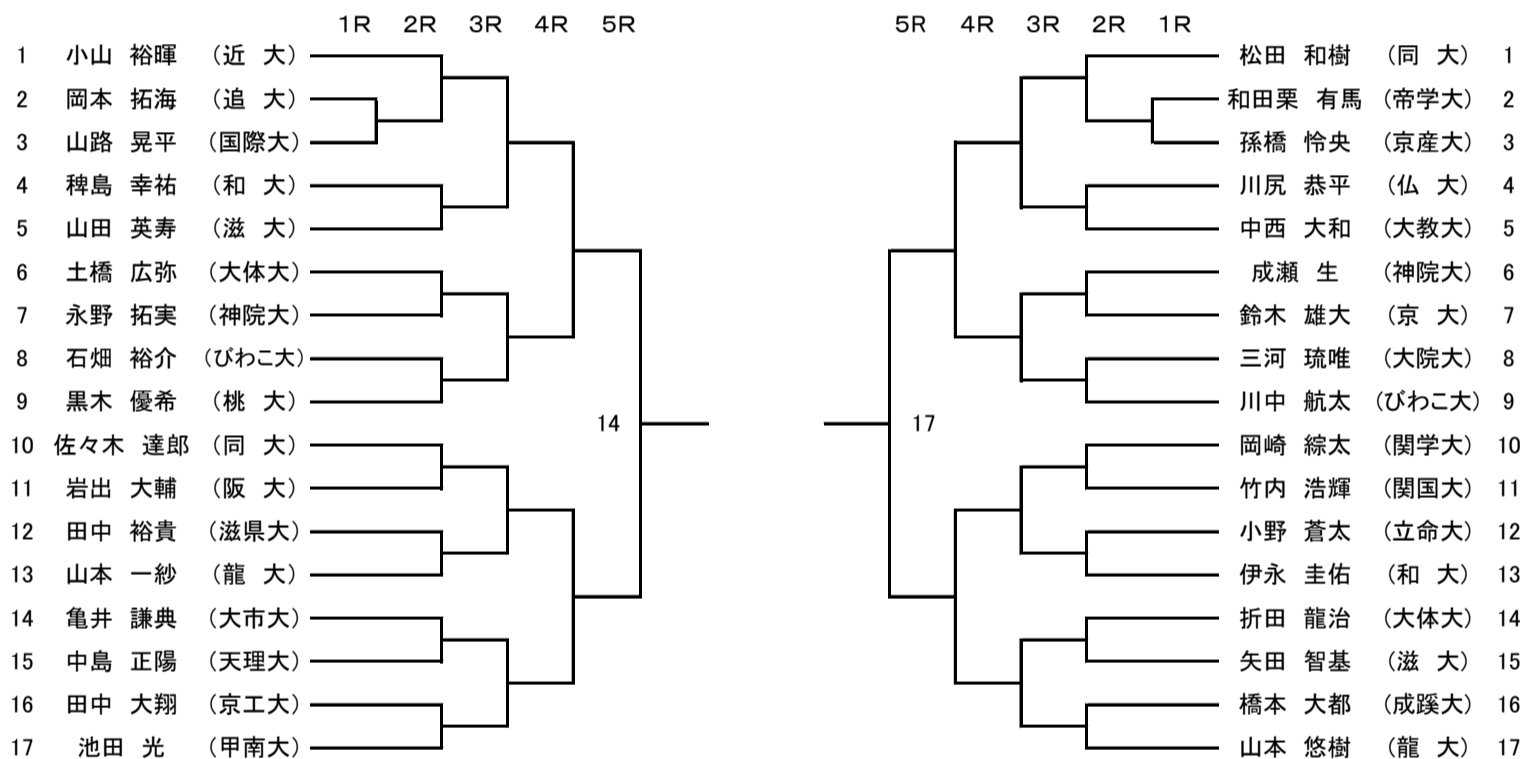 1R 2R 3R 4R 5R 5R 4R 3R 2R 1R
1 小山 裕暉 （近 大） 松田 和樹 （同 大） 1
2 岡本 拓海 （追 大） 和田栗 有馬 （帝学大） 2
3 山路 晃平 （国際大） 孫橋 怜央 （京産大） 3
4 稗島 幸祐 （和 大） 川尻 恭平 （仏 大） 4
5 山田 英寿 （滋 大） 中西 大和 （大教大） 5
6 土橋 広弥 （大体大） 成瀬 生 （神院大） 6
7 永野 拓実 （神院大） 鈴木 雄大 （京 大） 7
8 石畑 裕介 （びわこ大） 三河 琉唯 （大院大） 8
9 黒木 優希 （桃 大） 川中 航太 （びわこ大） 9
14 17
10 佐々木 達郎 （同 大） 岡崎 綜太 （関学大） 10
11 岩出 大輔 （阪 大） 竹内 浩輝 （関国大） 11
12 田中 裕貴 （滋県大） 小野 蒼太 （立命大） 12
13 山本 一紗 （龍 大） 伊永 圭佑 （和 大） 13
14 亀井 謙典 （大市大） 折田 龍治 （大体大） 14
15 中島 正陽 （天理大） 矢田 智基 （滋 大） 15
16 田中 大翔 （京工大） 橋本 大都 （成蹊大） 16
17 池田 光 （甲南大） 山本 悠樹 （龍 大） 17